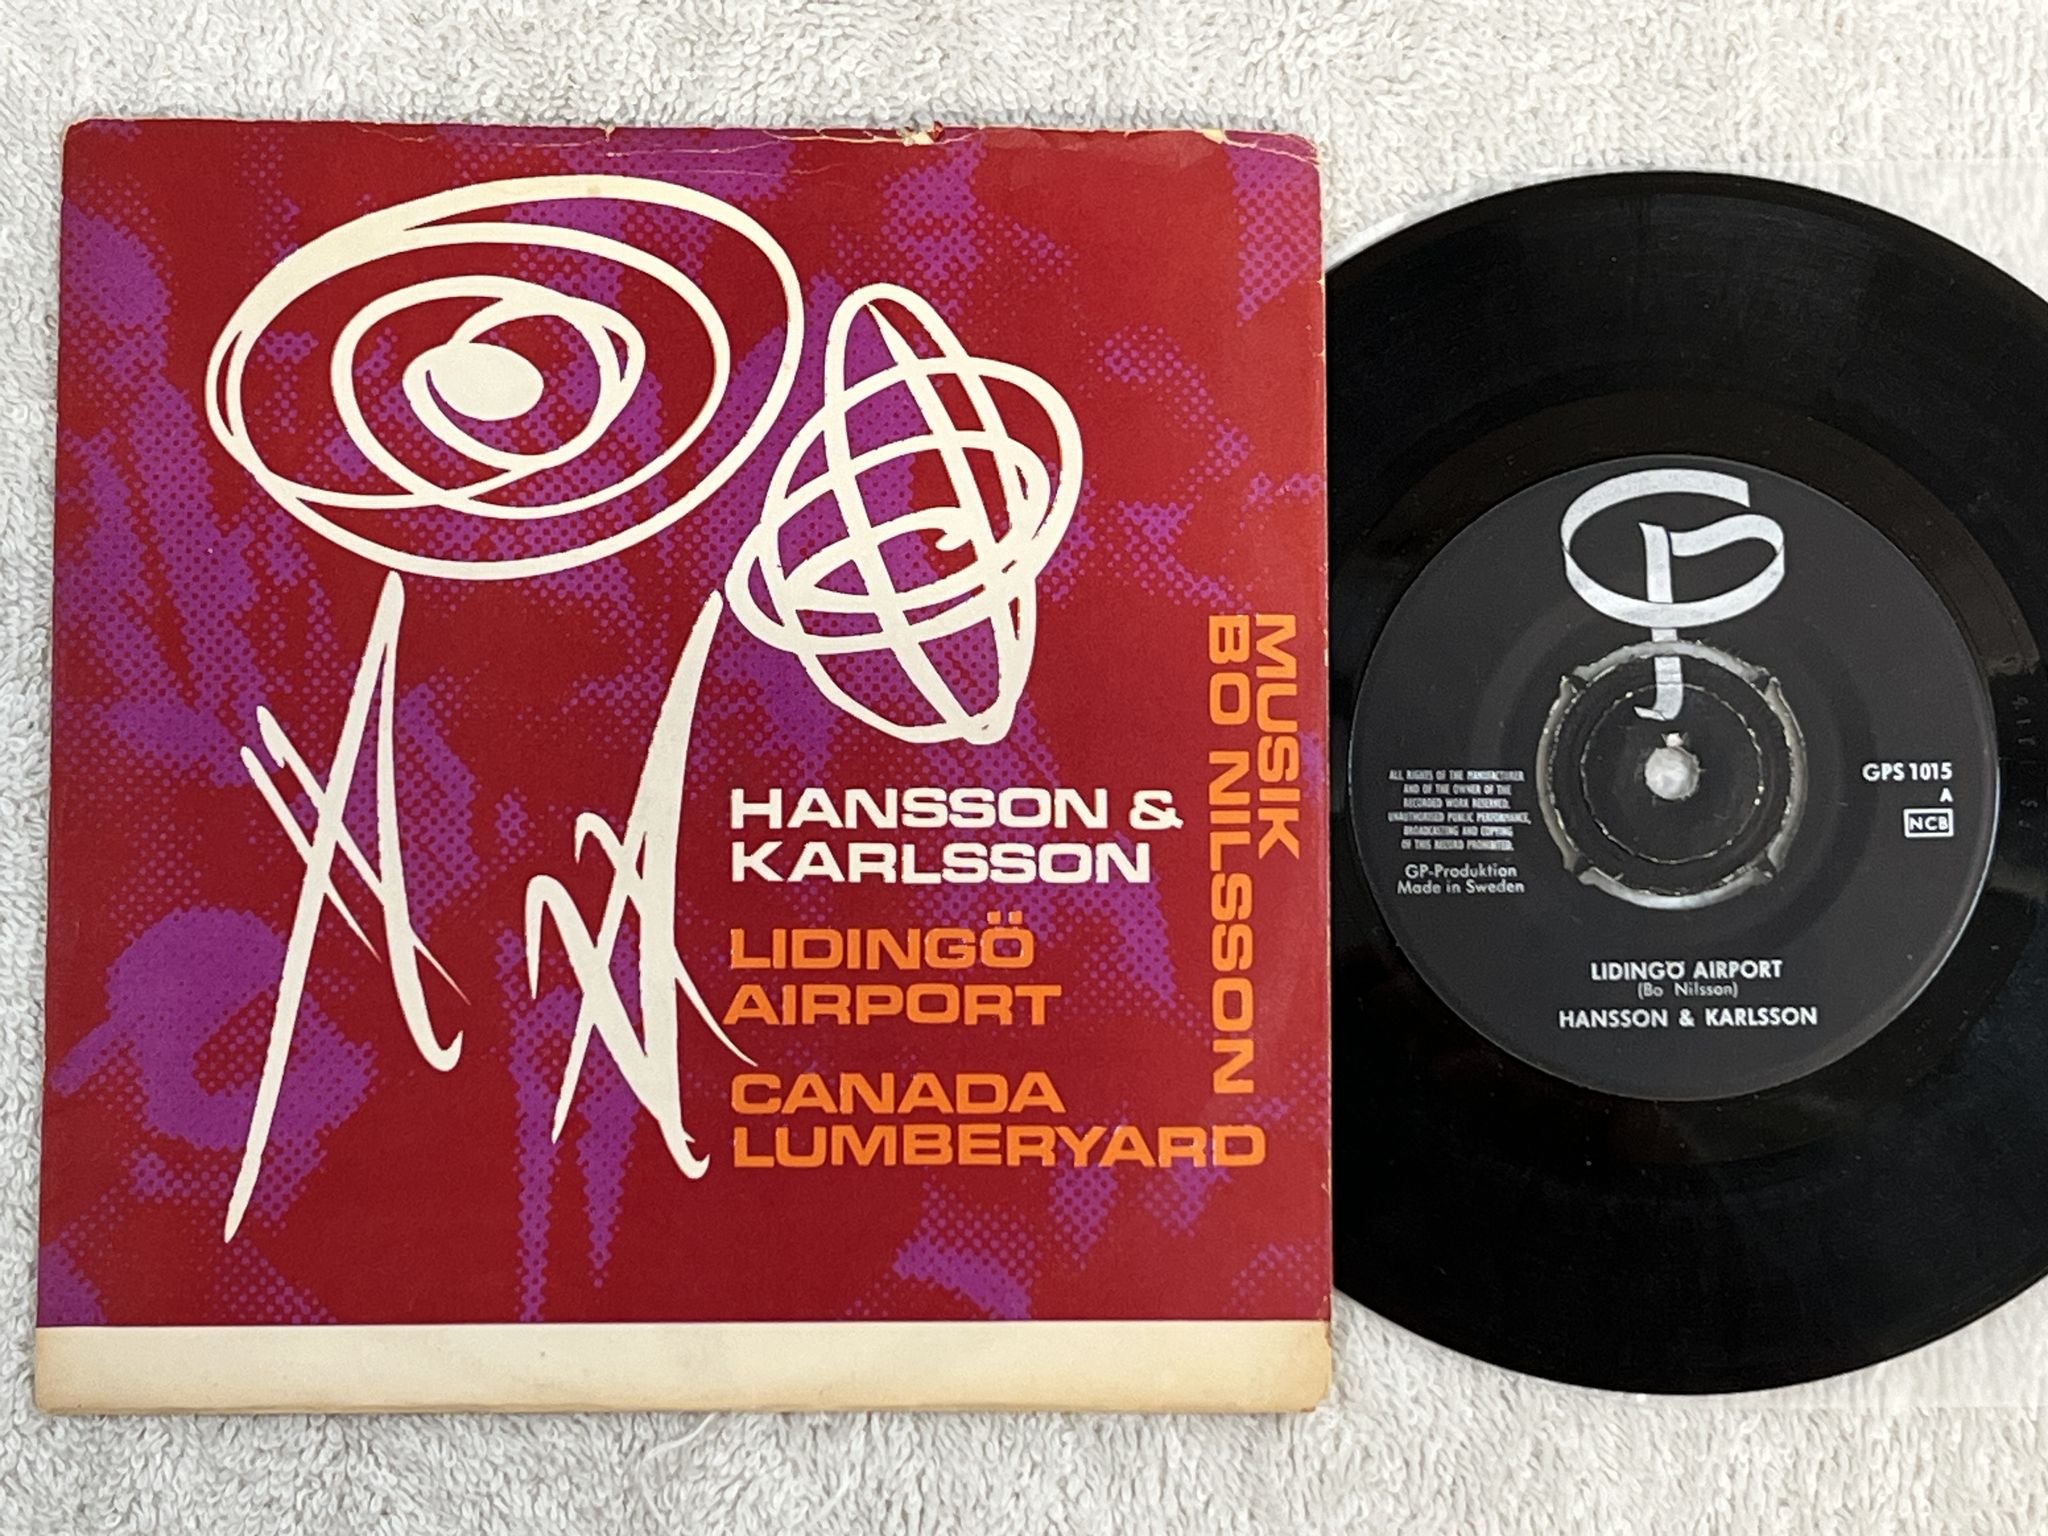 HANSSON &
KARLSSON
LIDINGÖ
AIRPORT
CANADA
LUMBERYARD
MUSIK
BO NILSSON
ALL RIGHTS OF THE MANUFACTURER
AND OF THE OWNER OF THE
RECORDED WORK RESERVED.
UNAUTHORISED PUBLIC PERFORMANCE,
BROADCASTING AND COPYING
OF THIS RECORD PROHIBITED.
GP-Produktion
Made in Sweden
GPS 1015
A
NCB
LIDINGÖ AIRPORT
(Bo Nilsson)
HANSSON & KARLSSON